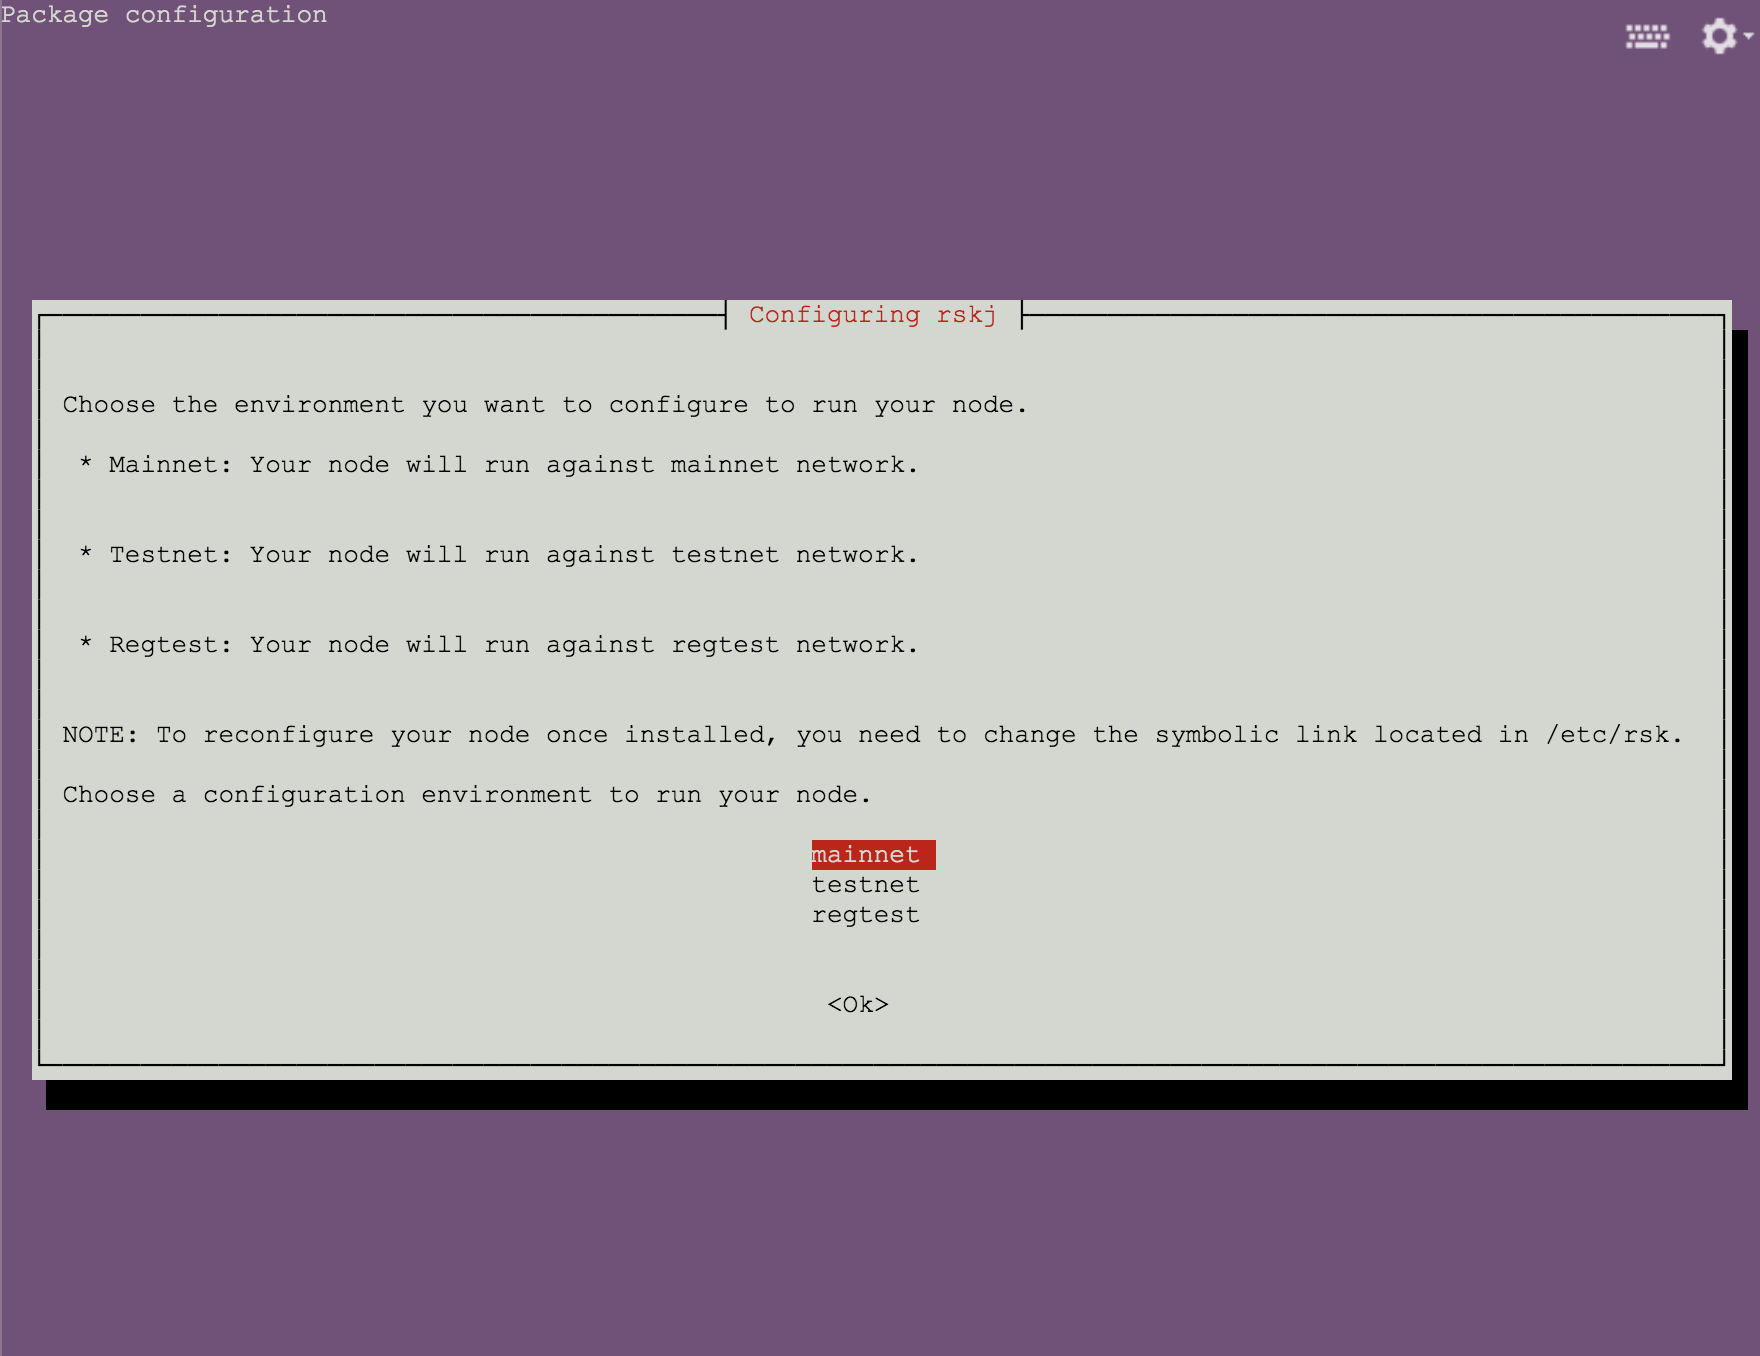 Package configuration
Configuring rskj
Choose the environment you want to configure to run your node.
* Mainnet: Your node will run against mainnet network.
* Testnet: Your node will run against testnet network.
* Regtest: Your node will run against regtest network.
NOTE: To reconfigure your node once installed, you need to change the symbolic link located in /etc/rsk.
Choose a configuration environment to run your node.
mainnet
testnet
regtest
<Ok>